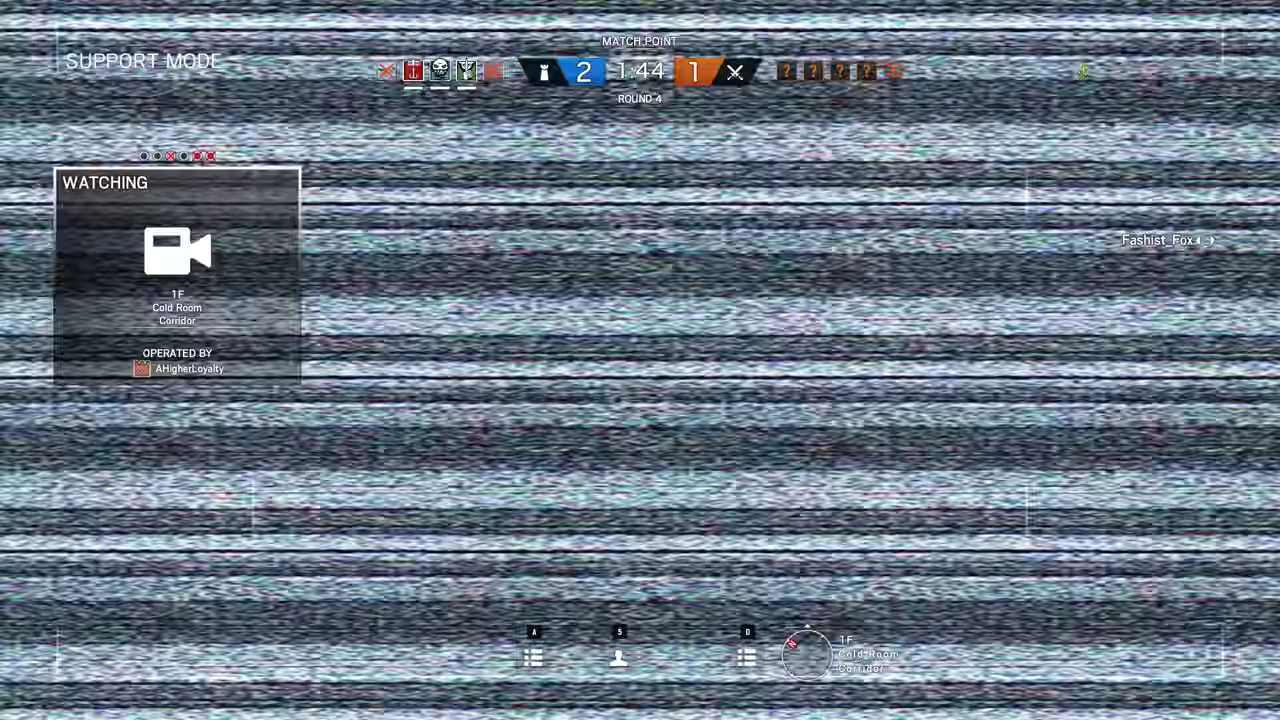 MATCH POINT
SUPPORT MODE
2 1:44 1
? ? ? ?
ROUND 4
WATCHING
Fashist_Fox
1F
Cold Room
Corridor
OPERATED BY
AHigherLoyalty
A S D
1F
Cold Room
Corridor